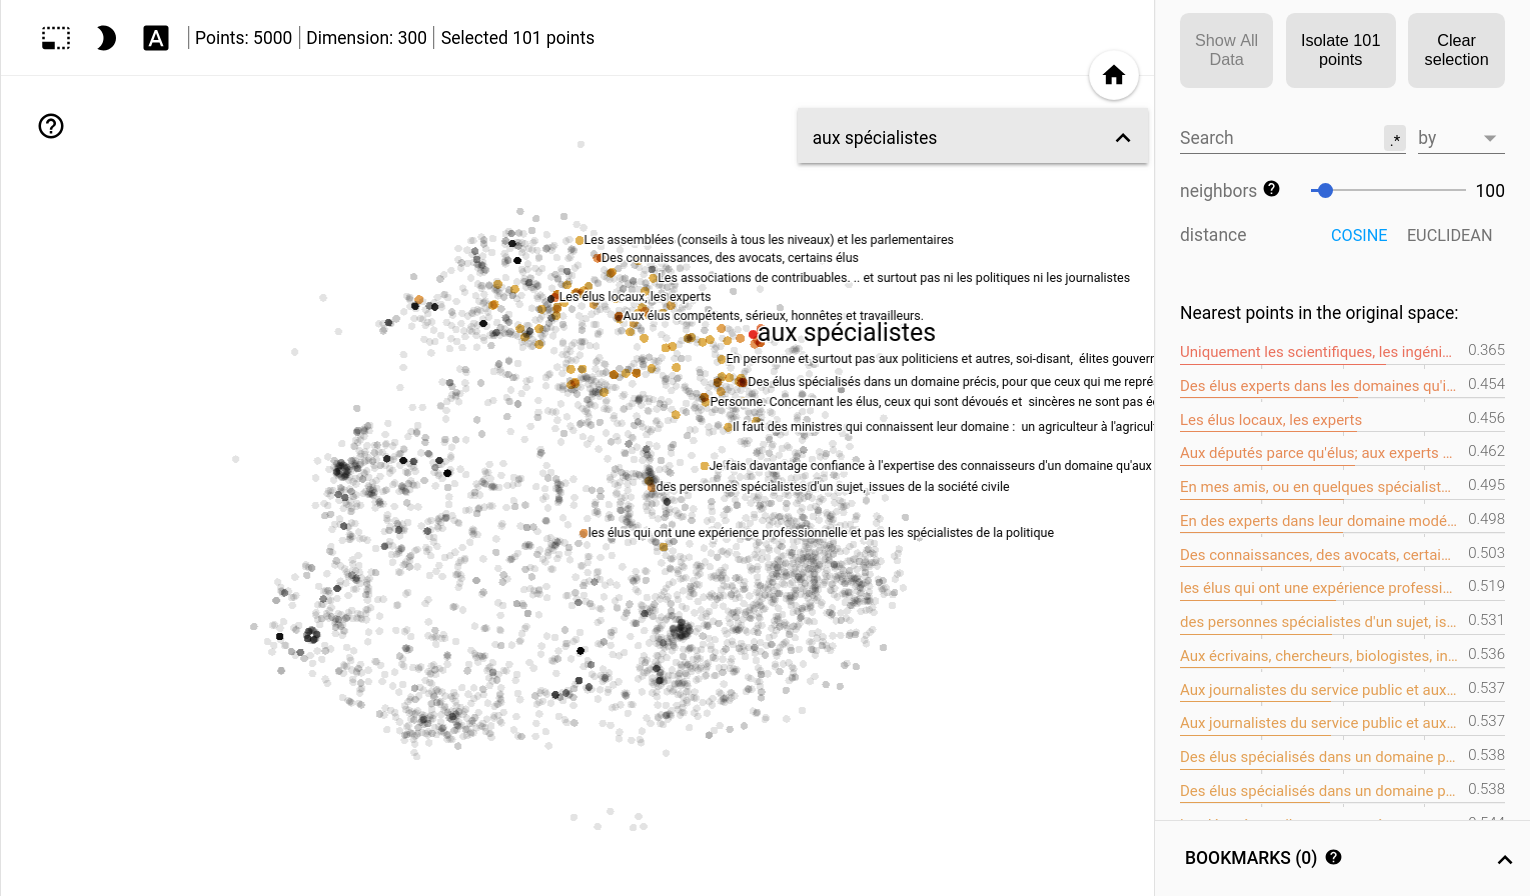 A
Points: 5000
Dimension: 300
Selected 101 points
Show All
Data
Isolate 101
points
Clear
selection
aux spécialistes
Search
.*
by
neighbors
100
distance
COSINE
EUCLIDEAN
Les assemblées (conseils à tous les niveaux) et les parlementaires
Des connaissances, des avocats, certains élus
Les associations de contribuables. .. et surtout pas ni les politiques ni les journalistes
Les élus locaux, les experts
Aux élus compétents, sérieux, honnêtes et travailleurs.
aux spécialistes
En personne et surtout pas aux politiciens et autres, soi-disant, élites gouvern
Des élus spécialisés dans un domaine précis, pour que ceux qui me repré
Personne. Concernant les élus, ceux qui sont dévoués et sincères ne sont pas é
Il faut des ministres qui connaissent leur domaine : un agriculteur à l'agricul
Je fais davantage confiance à l'expertise des connaisseurs d'un domaine qu'aux
des personnes spécialistes d'un sujet, issues de la société civile
les élus qui ont une expérience professionnelle et pas les spécialistes de la politique
Nearest points in the original space:
Uniquement les scientifiques, les ingéni... 0.365
Des élus experts dans les domaines qu'i... 0.454
Les élus locaux, les experts 0.456
Aux députés parce qu'élus; aux experts ... 0.462
En mes amis, ou en quelques spécialist... 0.495
En des experts dans leur domaine modé... 0.498
Des connaissances, des avocats, certai... 0.503
les élus qui ont une expérience professi... 0.519
des personnes spécialistes d'un sujet, is... 0.531
Aux écrivains, chercheurs, biologistes, in... 0.536
Aux journalistes du service public et aux... 0.537
Aux journalistes du service public et aux... 0.537
Des élus spécialisés dans un domaine p... 0.538
Des élus spécialisés dans un domaine p... 0.538
BOOKMARKS (0)